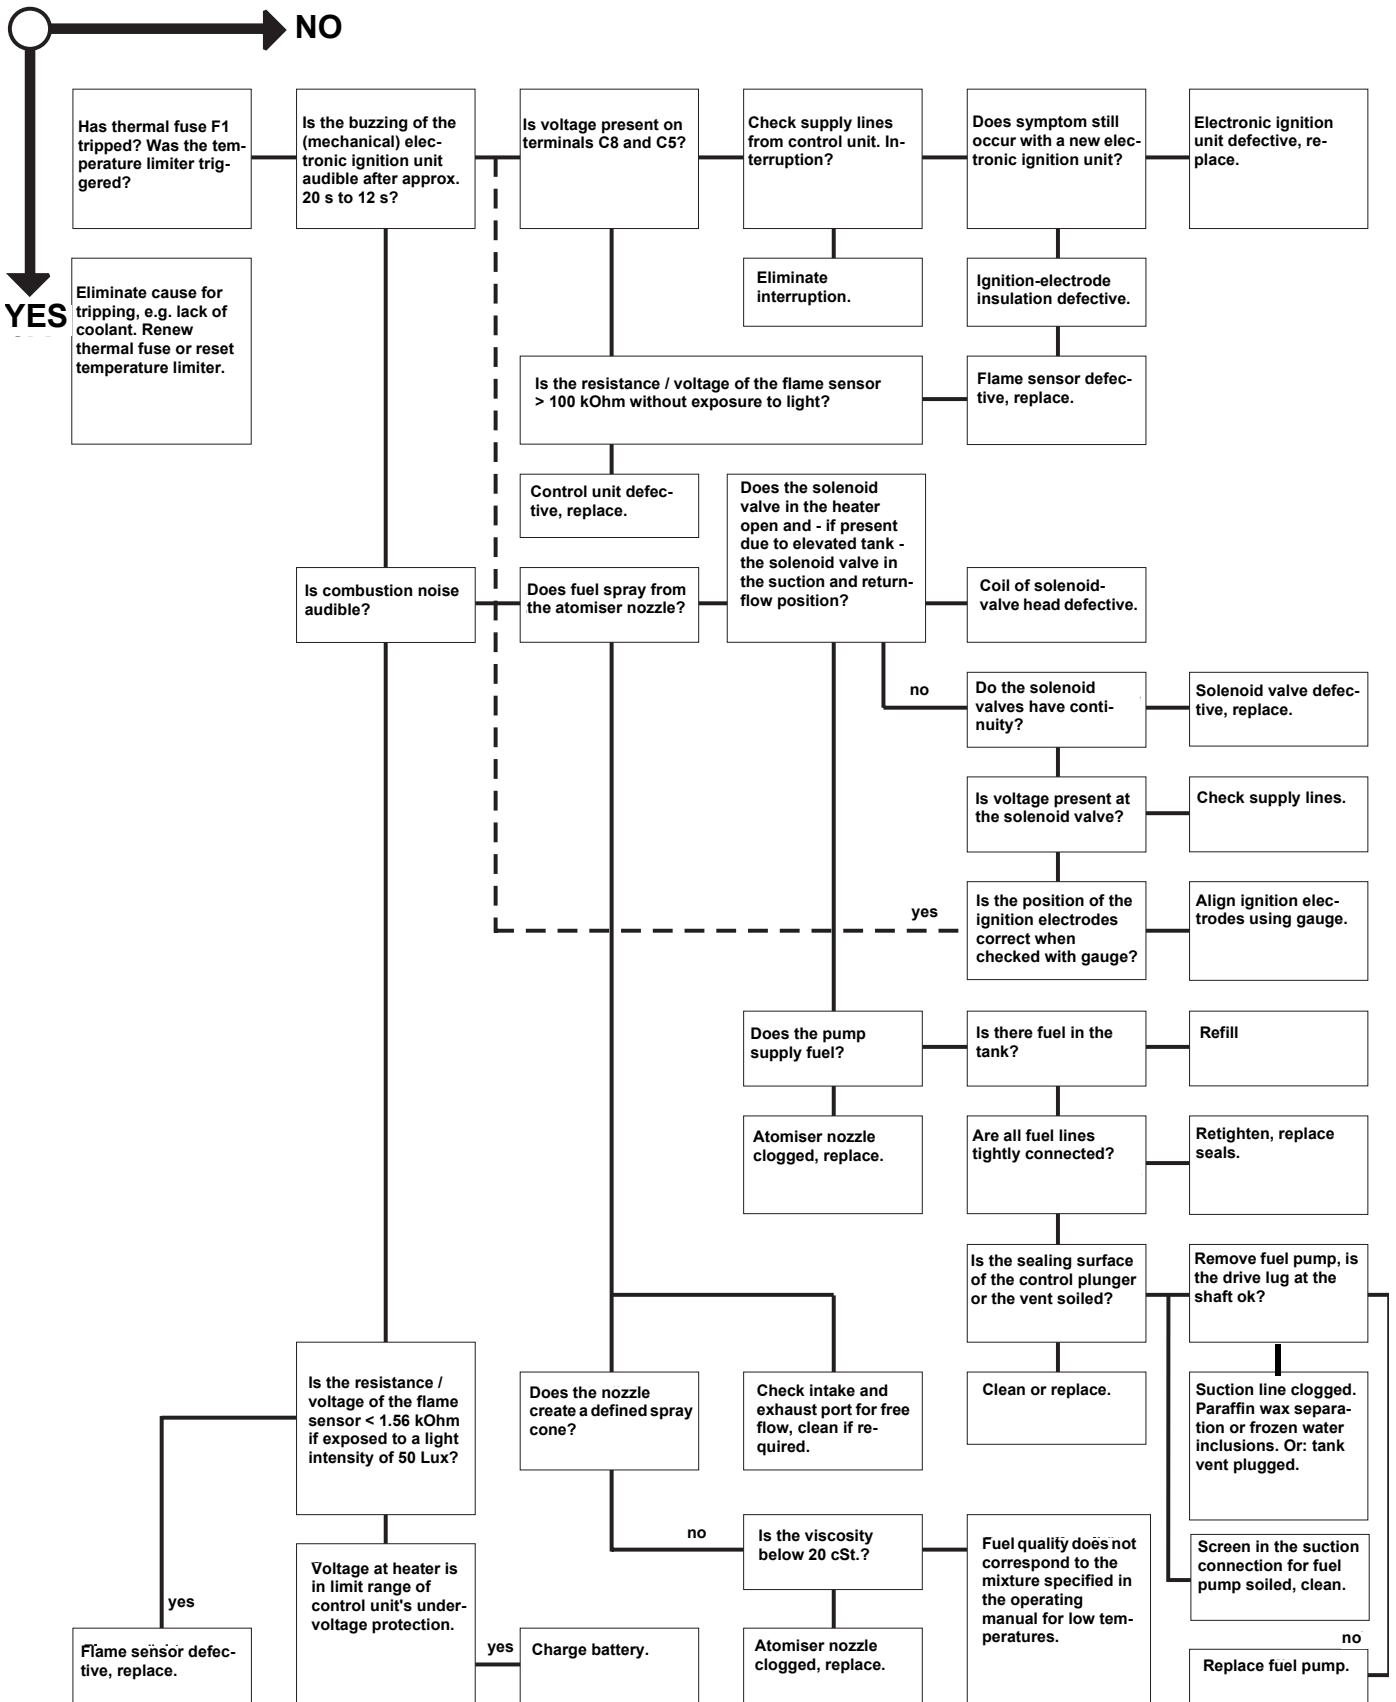 NO
YES
Has thermal fuse F1
tripped? Was the tem-
perature limiter trig-
gered?
Is the buzzing of the
(mechanical) elec-
tronic ignition unit
audible after approx.
20 s to 12 s?
Is voltage present on
terminals C8 and C5?
Check supply lines
from control unit. In-
terruption?
Does symptom still
occur with a new elec-
tronic ignition unit?
Electronic ignition
unit defective, re-
place.
Eliminate cause for
tripping, e.g. lack of
coolant. Renew
thermal fuse or reset
temperature limiter.
Eliminate
interruption.
Ignition-electrode
insulation defective.
Is the resistance / voltage of the flame sensor
> 100 kOhm without exposure to light?
Flame sensor defec-
tive, replace.
Control unit defec-
tive, replace.
Does the solenoid
valve in the heater
open and - if present
due to elevated tank -
the solenoid valve in
the suction and return-
flow position?
Is combustion noise
audible?
Does fuel spray from
the atomiser nozzle?
Coil of solenoid-
valve head defective.
no
Do the solenoid
valves have conti-
nuity?
Solenoid valve defec-
tive, replace.
Is voltage present at
the solenoid valve?
Check supply lines.
yes
Is the position of the
ignition electrodes
correct when
checked with gauge?
Align ignition elec-
trodes using gauge.
Does the pump
supply fuel?
Is there fuel in the
tank?
Refill
Atomiser nozzle
clogged, replace.
Are all fuel lines
tightly connected?
Retighten, replace
seals.
Is the sealing surface
of the control plunger
or the vent soiled?
Remove fuel pump, is
the drive lug at the
shaft ok?
Is the resistance /
voltage of the flame
sensor < 1.56 kOhm
if exposed to a light
intensity of 50 Lux?
Does the nozzle
create a defined spray
cone?
Check intake and
exhaust port for free
flow, clean if re-
quired.
Clean or replace.
Suction line clogged.
Paraffin wax separa-
tion or frozen water
inclusions. Or: tank
vent plugged.
no
Is the viscosity
below 20 cSt.?
Fuel quality does not
correspond to the
mixture specified in
the operating
manual for low tem-
peratures.
Screen in the suction
connection for fuel
pump soiled, clean.
Voltage at heater is
in limit range of
control unit's under-
voltage protection.
yes
Flame sensor defec-
tive, replace.
yes
Charge battery.
Atomiser nozzle
clogged, replace.
no
Replace fuel pump.